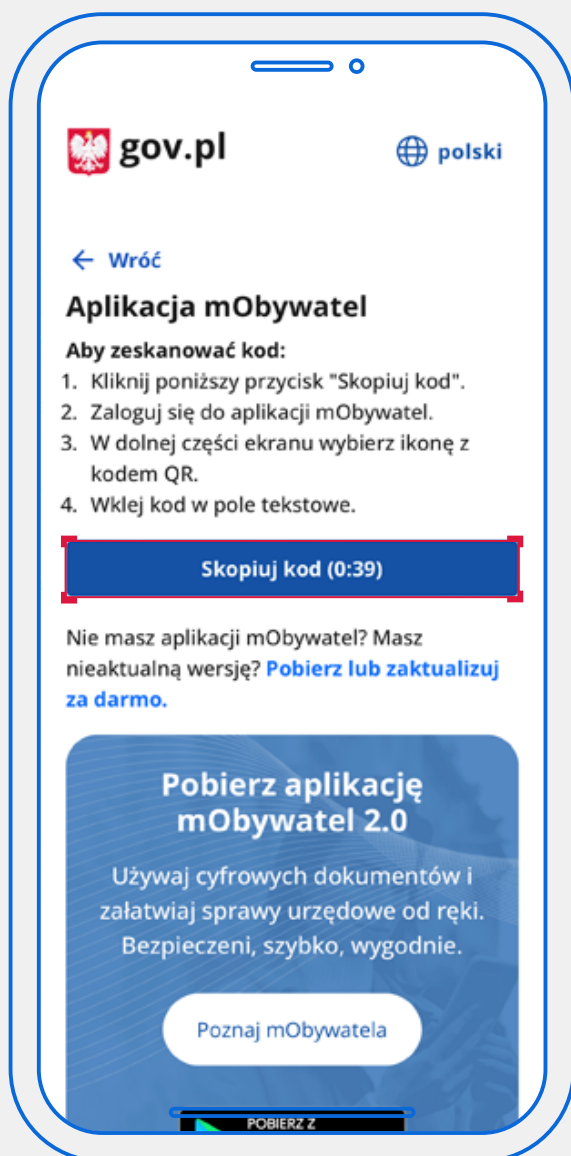 gov.pl
polski
Wróć
Aplikacja mObywatel
Aby zeskanować kod:
1. Kliknij poniższy przycisk "Skopiuj kod".
2. Zaloguj się do aplikacji mObywatel.
3. W dolnej części ekranu wybierz ikonę z
kodem QR.
4. Wklej kod w pole tekstowe.
Skopiuj kod (0:39)
Nie masz aplikacji mObywatel? Masz
nieaktualną wersję? Pobierz lub zaktualizuj
za darmo.
Pobierz aplikację
mObywatel 2.0
Używaj cyfrowych dokumentów i
załatwiaj sprawy urzędowe od ręki.
Bezpieczeni, szybko, wygodnie.
Poznaj mObywatela
POBIERZ Z